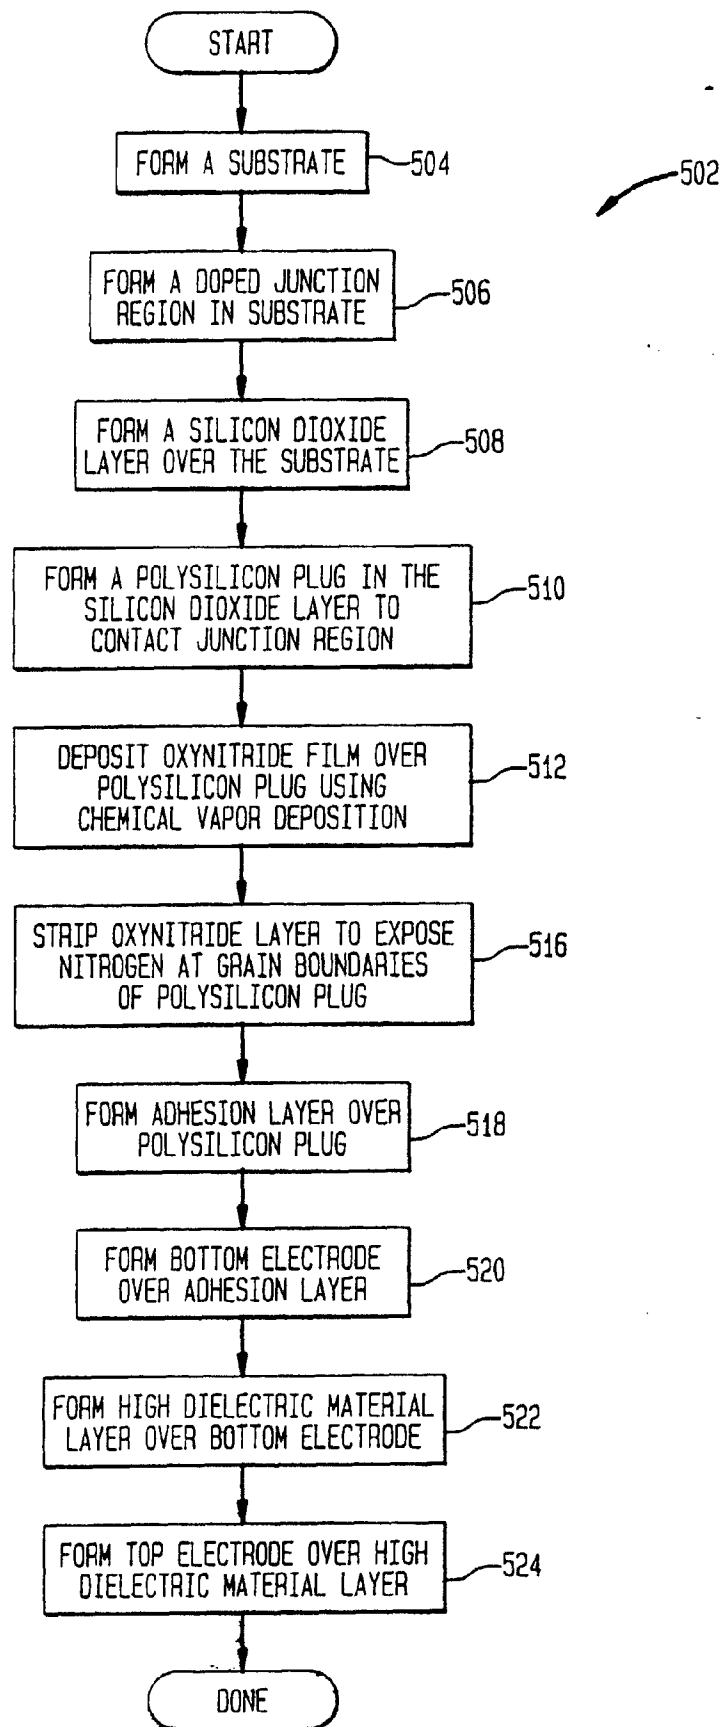 START
FORM A SUBSTRATE
504
502
FORM A DOPED JUNCTION
REGION IN SUBSTRATE
506
FORM A SILICON DIOXIDE
LAYER OVER THE SUBSTRATE
508
FORM A POLYSILICON PLUG IN THE
SILICON DIOXIDE LAYER TO
CONTACT JUNCTION REGION
510
DEPOSIT OXYNITRIDE FILM OVER
POLYSILICON PLUG USING
CHEMICAL VAPOR DEPOSITION
512
STRIP OXYNITRIDE LAYER TO EXPOSE
NITROGEN AT GRAIN BOUNDARIES
OF POLYSILICON PLUG
516
FORM ADHESION LAYER OVER
POLYSILICON PLUG
518
FORM BOTTOM ELECTRODE
OVER ADHESION LAYER
520
FORM HIGH DIELECTRIC MATERIAL
LAYER OVER BOTTOM ELECTRODE
522
FORM TOP ELECTRODE OVER HIGH
DIELECTRIC MATERIAL LAYER
524
DONE